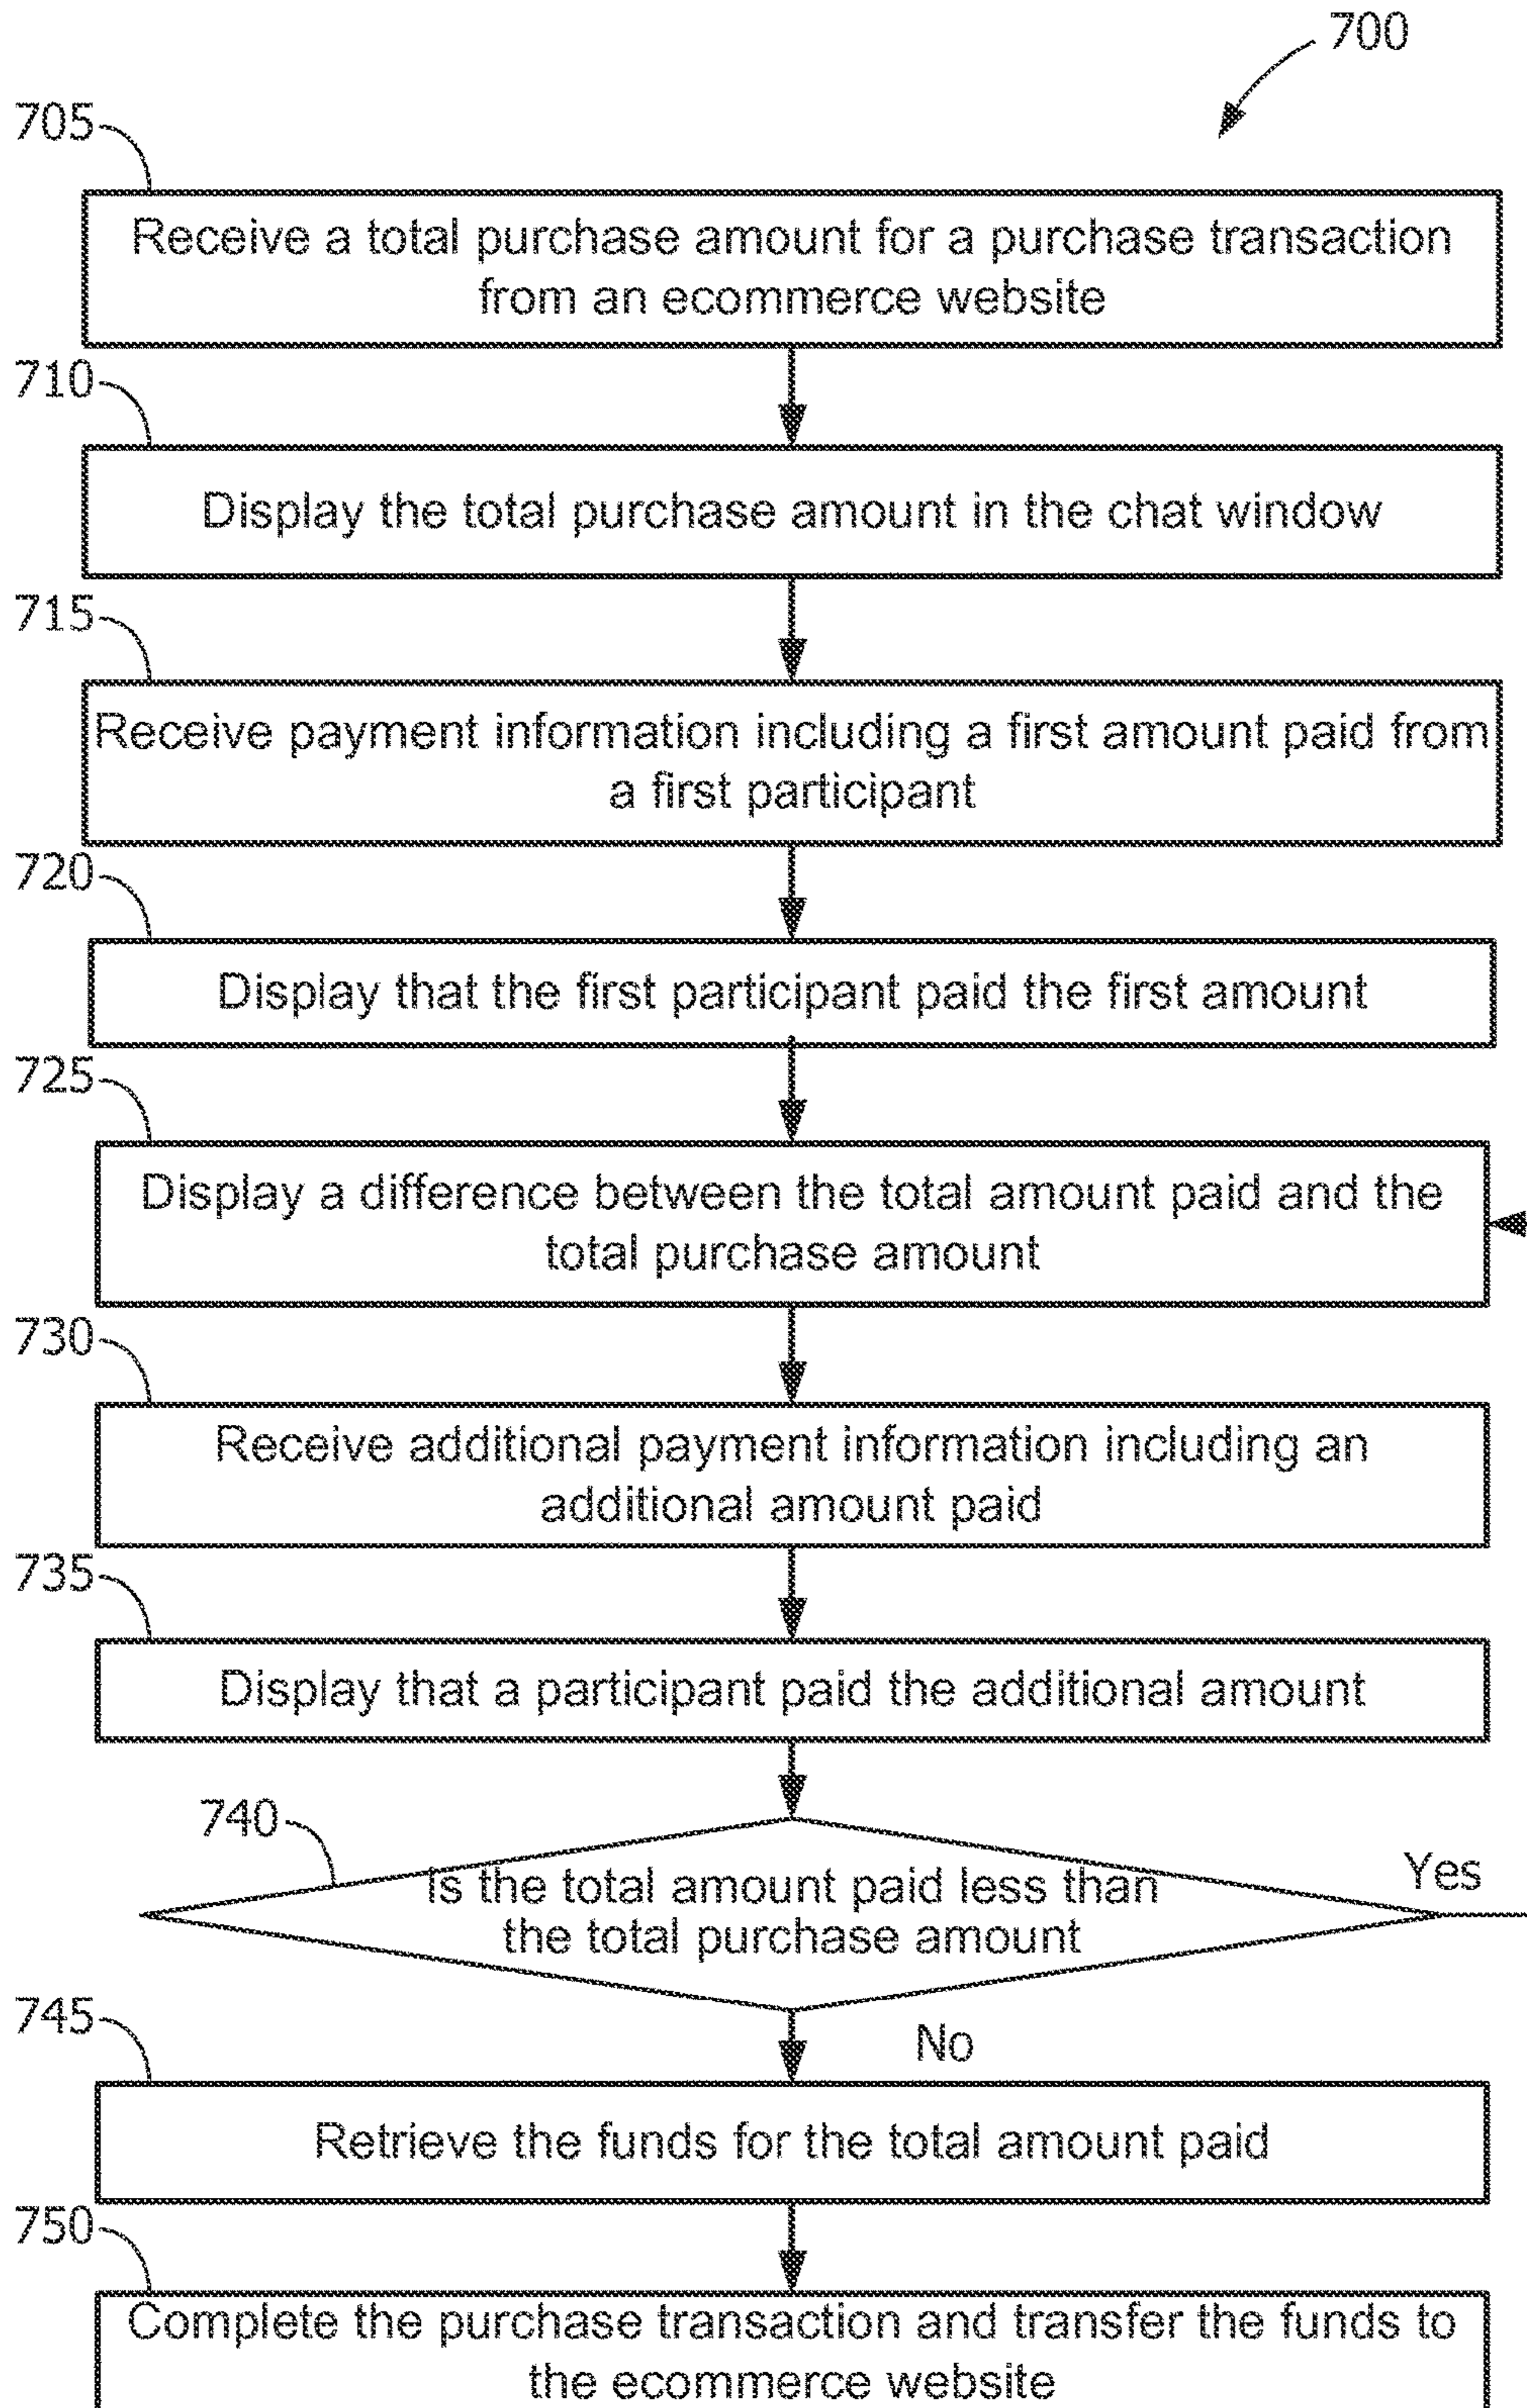 700
705
Receive a total purchase amount for a purchase transaction
from an ecommerce website
710
Display the total purchase amount in the chat window
715
Receive payment information including a first amount paid from
a first participant
720
Display that the first participant paid the first amount
725
Display a difference between the total amount paid and the
total purchase amount
730
Receive additional payment information including an
additional amount paid
735
Display that a participant paid the additional amount
740
Is the total amount paid less than
the total purchase amount
Yes
No
745
Retrieve the funds for the total amount paid
750
Complete the purchase transaction and transfer the funds to
the ecommerce website